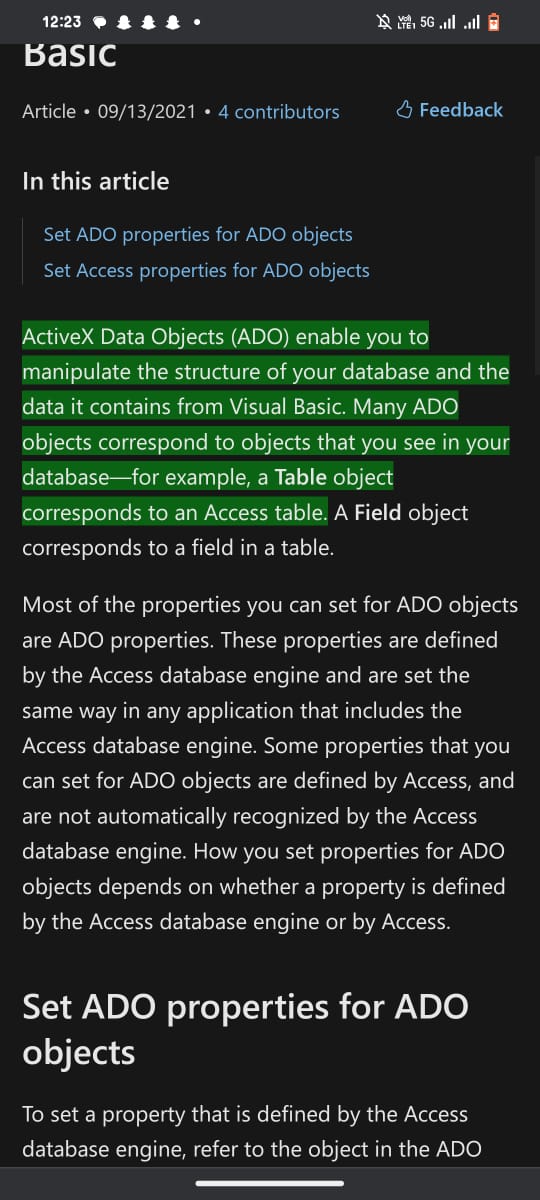 12:23
VoB
LTE1 5G
Basic
Article • 09/13/2021 • 4 contributors
Feedback
In this article
Set ADO properties for ADO objects
Set Access properties for ADO objects
ActiveX Data Objects (ADO) enable you to
manipulate the structure of your database and the
data it contains from Visual Basic. Many ADO
objects correspond to objects that you see in your
database—for example, a Table object
corresponds to an Access table. A Field object
corresponds to a field in a table.
Most of the properties you can set for ADO objects
are ADO properties. These properties are defined
by the Access database engine and are set the
same way in any application that includes the
Access database engine. Some properties that you
can set for ADO objects are defined by Access, and
are not automatically recognized by the Access
database engine. How you set properties for ADO
objects depends on whether a property is defined
by the Access database engine or by Access.
Set ADO properties for ADO
objects
To set a property that is defined by the Access
database engine, refer to the object in the ADO